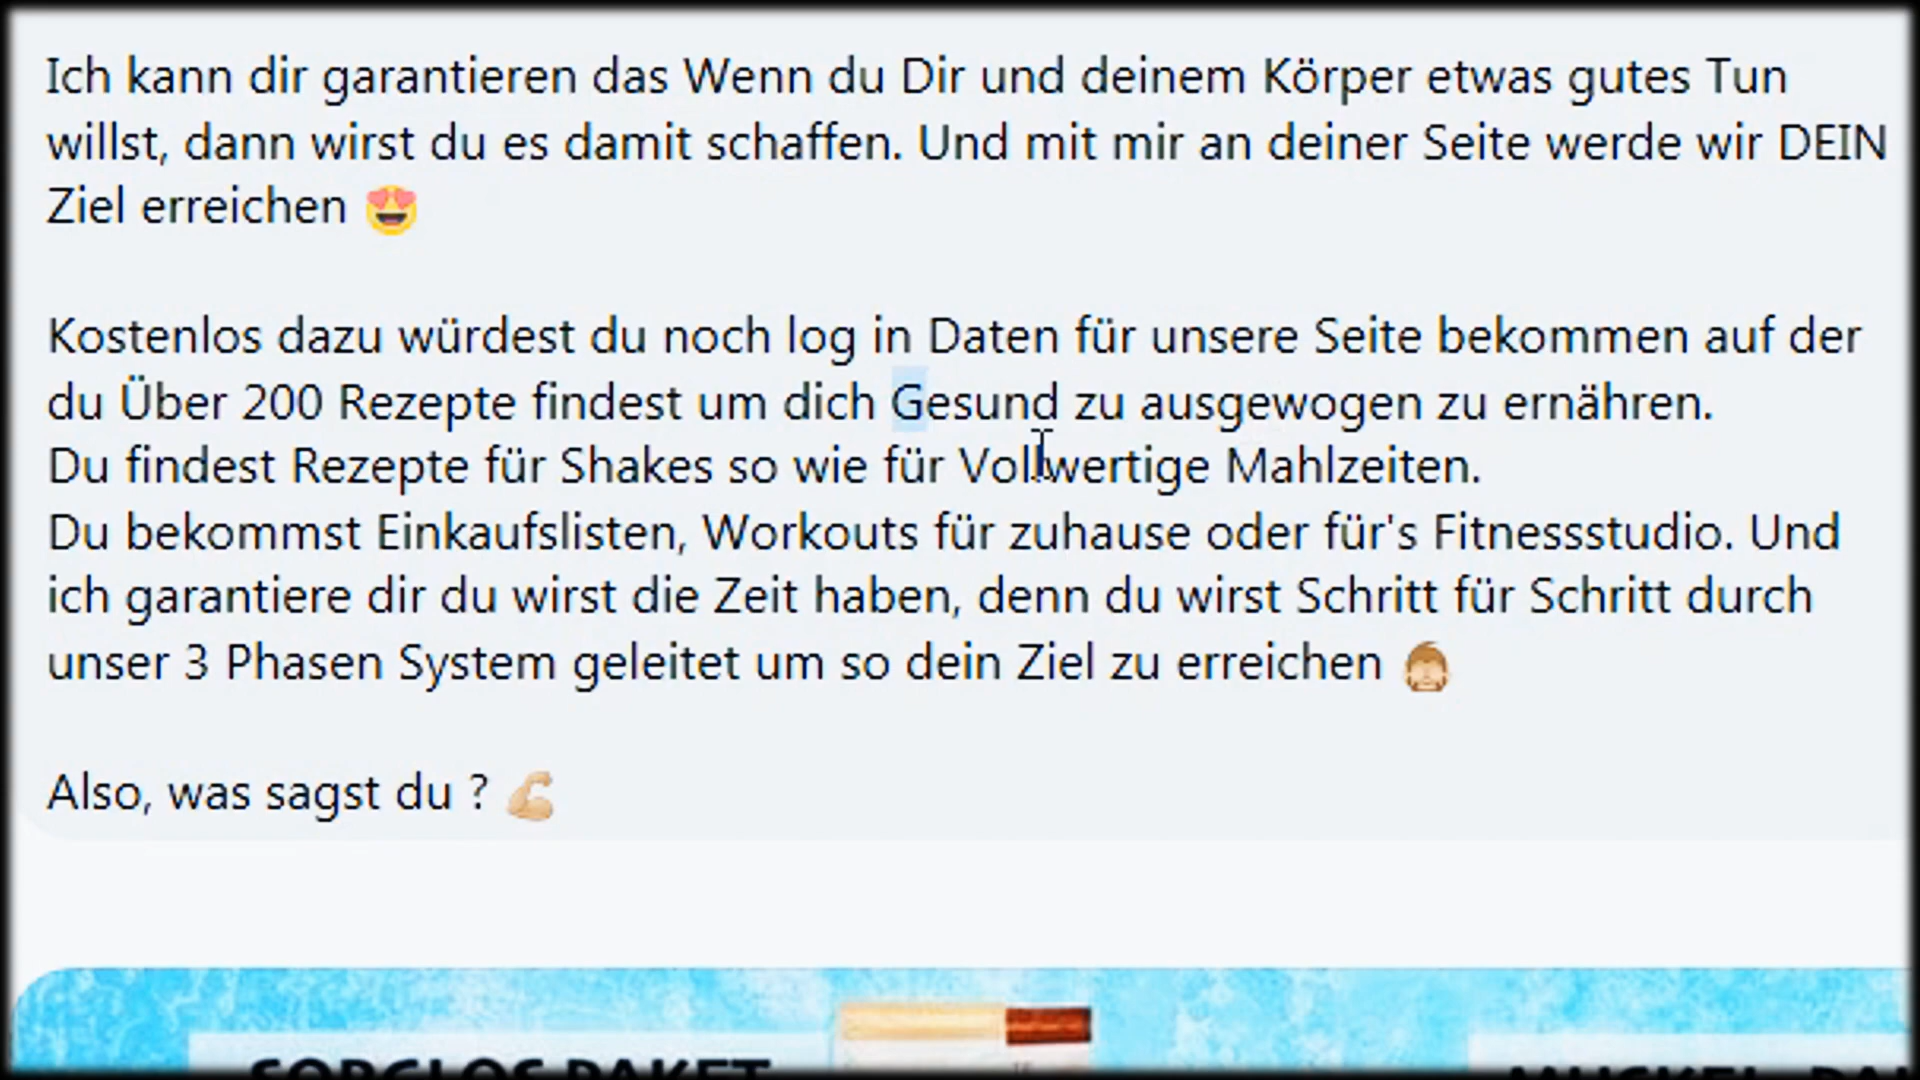 Ich kann dir garantieren das Wenn du Dir und deinem Körper etwas gutes Tun
willst, dann wirst du es damit schaffen. Und mit mir an deiner Seite werde wir DEIN
Ziel erreichen 😍
Kostenlos dazu würdest du noch log in Daten für unsere Seite bekommen auf der
du Über 200 Rezepte findest um dich Gesund zu ausgewogen zu ernähren.
Du findest Rezepte für Shakes so wie für Vollwertige Mahlzeiten.
Du bekommst Einkaufslisten, Workouts für zuhause oder für's Fitnessstudio. Und
ich garantiere dir du wirst die Zeit haben, denn du wirst Schritt für Schritt durch
unser 3 Phasen System geleitet um so dein Ziel zu erreichen 🙈
Also, was sagst du ? 💪🏼
SORGLOS PAKET